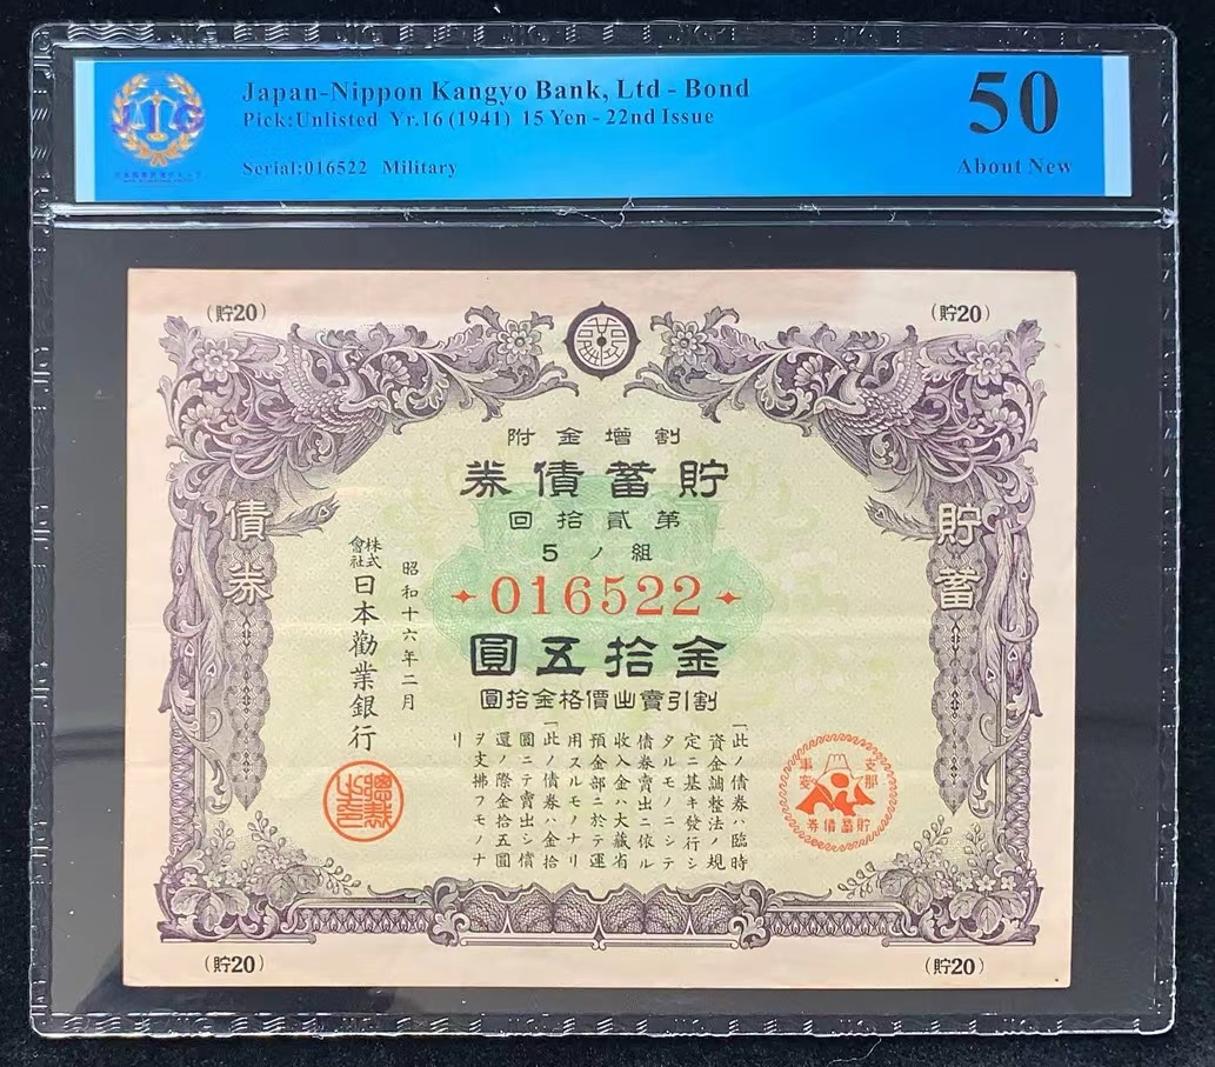 Japan-Nippon Kangyo Bank, Ltd - Bond
Pick:Unlisted Yr.16 (1941) 15 Yen - 22nd Issue
Serial:016522 Military
50
About New
(貯20)
(貯20)
割增金附
貯蓄債券
第貳拾回
組ノ5
016522
金拾五圓
割引賣出價格金拾圓
貯蓄
債券
昭和十六年二月
株式會社
日本勸業銀行
一此ノ債券ハ臨時
資金調整法ノ規
定ニ基キ發行シ
タルモノニシテ
債券賣出ニ依ル
收入金ハ大藏省
預金部ニ於テ運
用スルモノナリ
一此ノ債券ハ金拾
圓ニテ賣出シ償
還ノ際金拾五圓
ヲ支拂フモノナ
リ
支那
事變
貯蓄債券
(貯20)
(貯20)